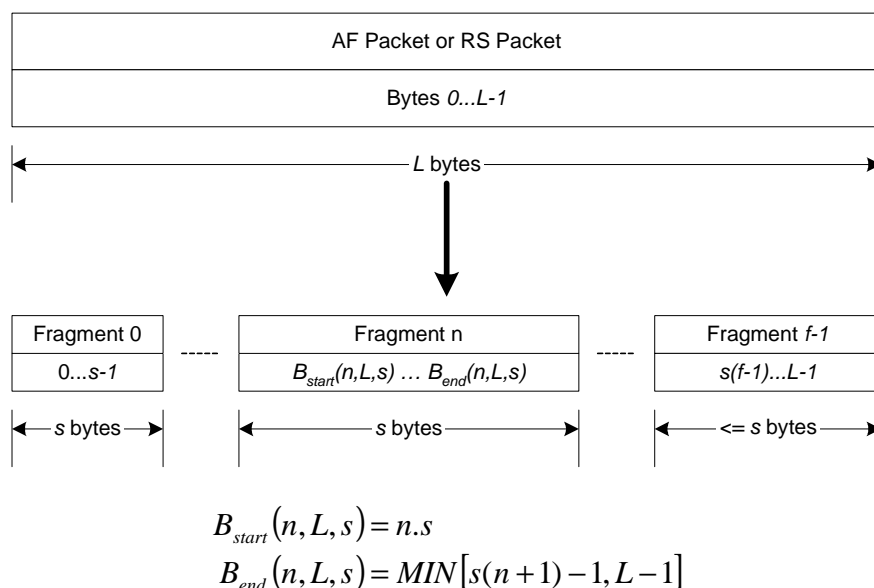 AF Packet or RS Packet
Bytes 0...L-1
L bytes
Fragment 0
0...s-1
Fragment n
B_start(n,L,s) … B_end(n,L,s)
Fragment f-1
s(f-1)...L-1
s bytes
s bytes
<= s bytes
B_start(n, L, s) = n.s
B_end(n, L, s) = MIN[s(n+1)−1, L−1]